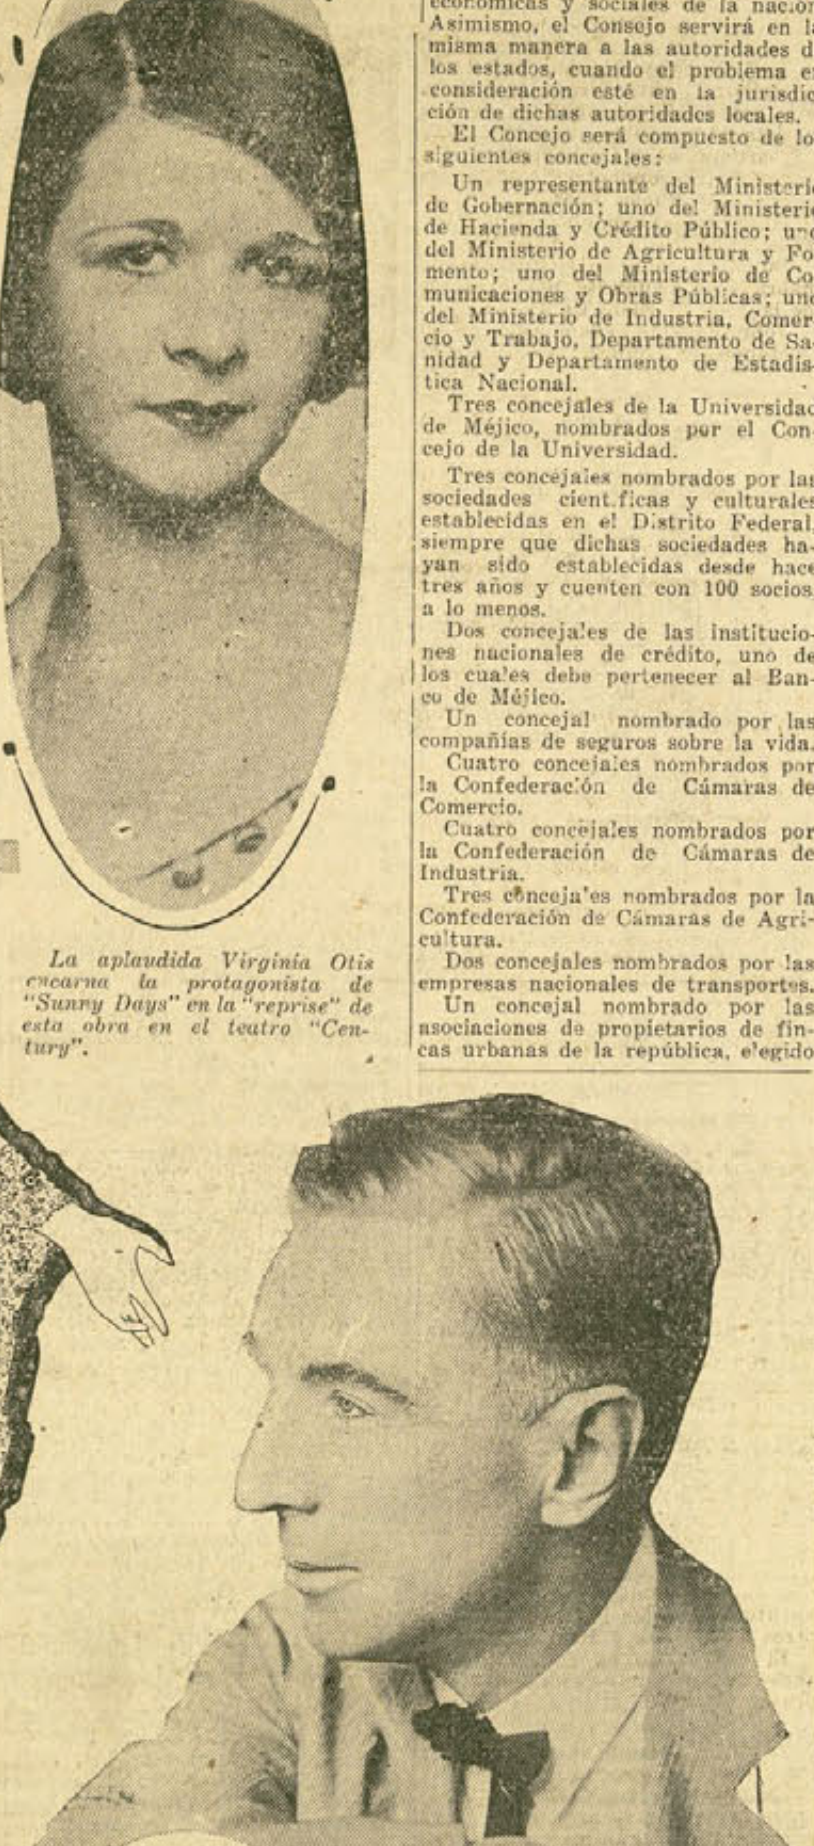 económicas y sociales de la nación
Asimismo, el Consejo servirá en la
misma manera a las autoridades d
los estados, cuando el problema e
consideración esté en la jurisdic
ción de dichas autoridades locales.
El Concejo será compuesto de lo
siguientes concejales:
Un representante del Ministeri
de Gobernación; uno del Ministeri
de Hacienda y Crédito Público; uno
del Ministerio de Agricultura y Fo
mento; uno del Ministerio de Co
municaciones y Obras Públicas; uno
del Ministerio de Industria, Comer-
cio y Trabajo, Departamento de Sa-
nidad y Departamento de Estadís-
tica Nacional.
Tres concejales de la Universidad
de Méjico, nombrados por el Con-
cejo de la Universidad.
Tres concejales nombrados por las
sociedades cient.ficas y culturales
establecidas en el Distrito Federal,
siempre que dichas sociedades ha-
yan sido establecidas desde hace
tres años y cuenten con 100 socios,
a lo menos.
Dos concejales de las institucio-
nes nacionales de crédito, uno de
los cuales debe pertenecer al Ban-
co de Méjico.
Un concejal nombrado por las
compañías de seguros sobre la vida.
Cuatro concejales nombrados por
la Confederación de Cámaras de
Comercio.
Cuatro concejales nombrados por
la Confederación de Cámaras de
Industria.
Tres conceja'es nombrados por la
Confederación de Cámaras de Agri-
cultura.
Dos concejales nombrados por las
empresas nacionales de transportes.
Un concejal nombrado por las
asociaciones de propietarios de fin-
cas urbanas de la república, e'egido
La aplaudida Virginia Otis
encarna la protagonista de
"Sunny Days" en la "reprise" de
esta obra en el teatro "Cen-
tury".